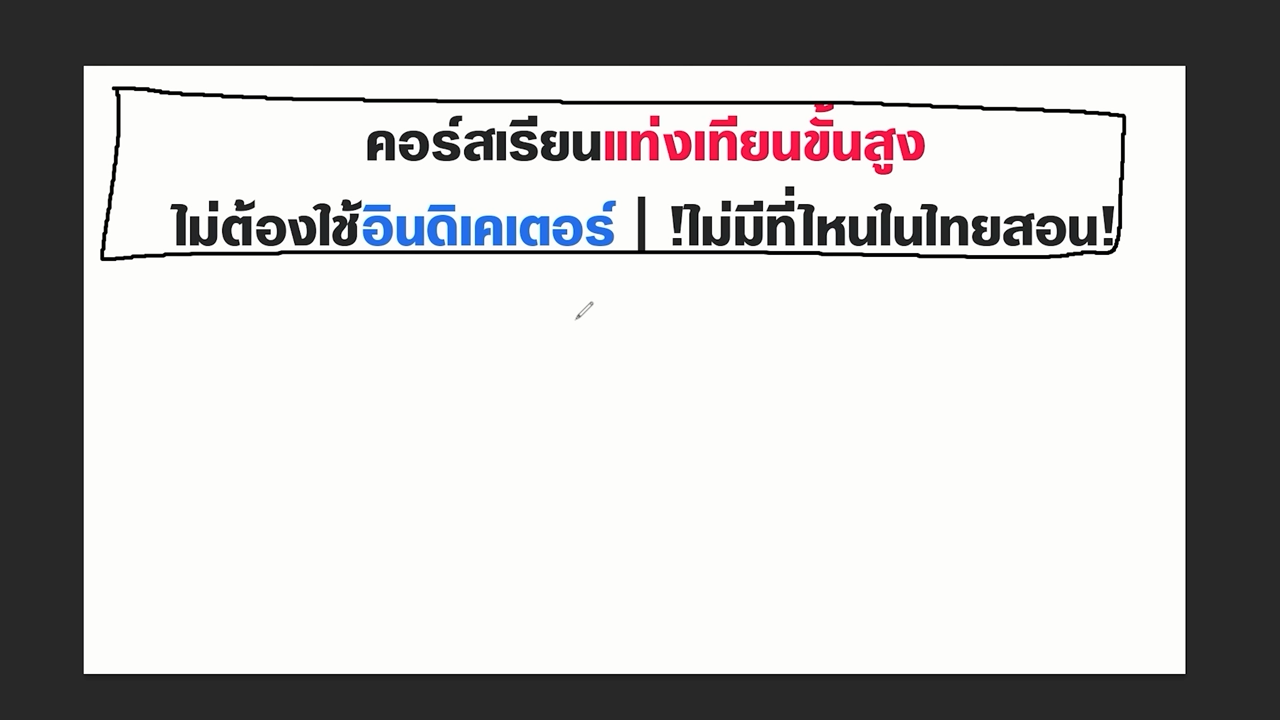 คอร์สเรียนแท่งเทียนขั้นสูง
ไม่ต้องใช้อินดิเคเตอร์ | !ไม่มีที่ไหนในไทยสอน!